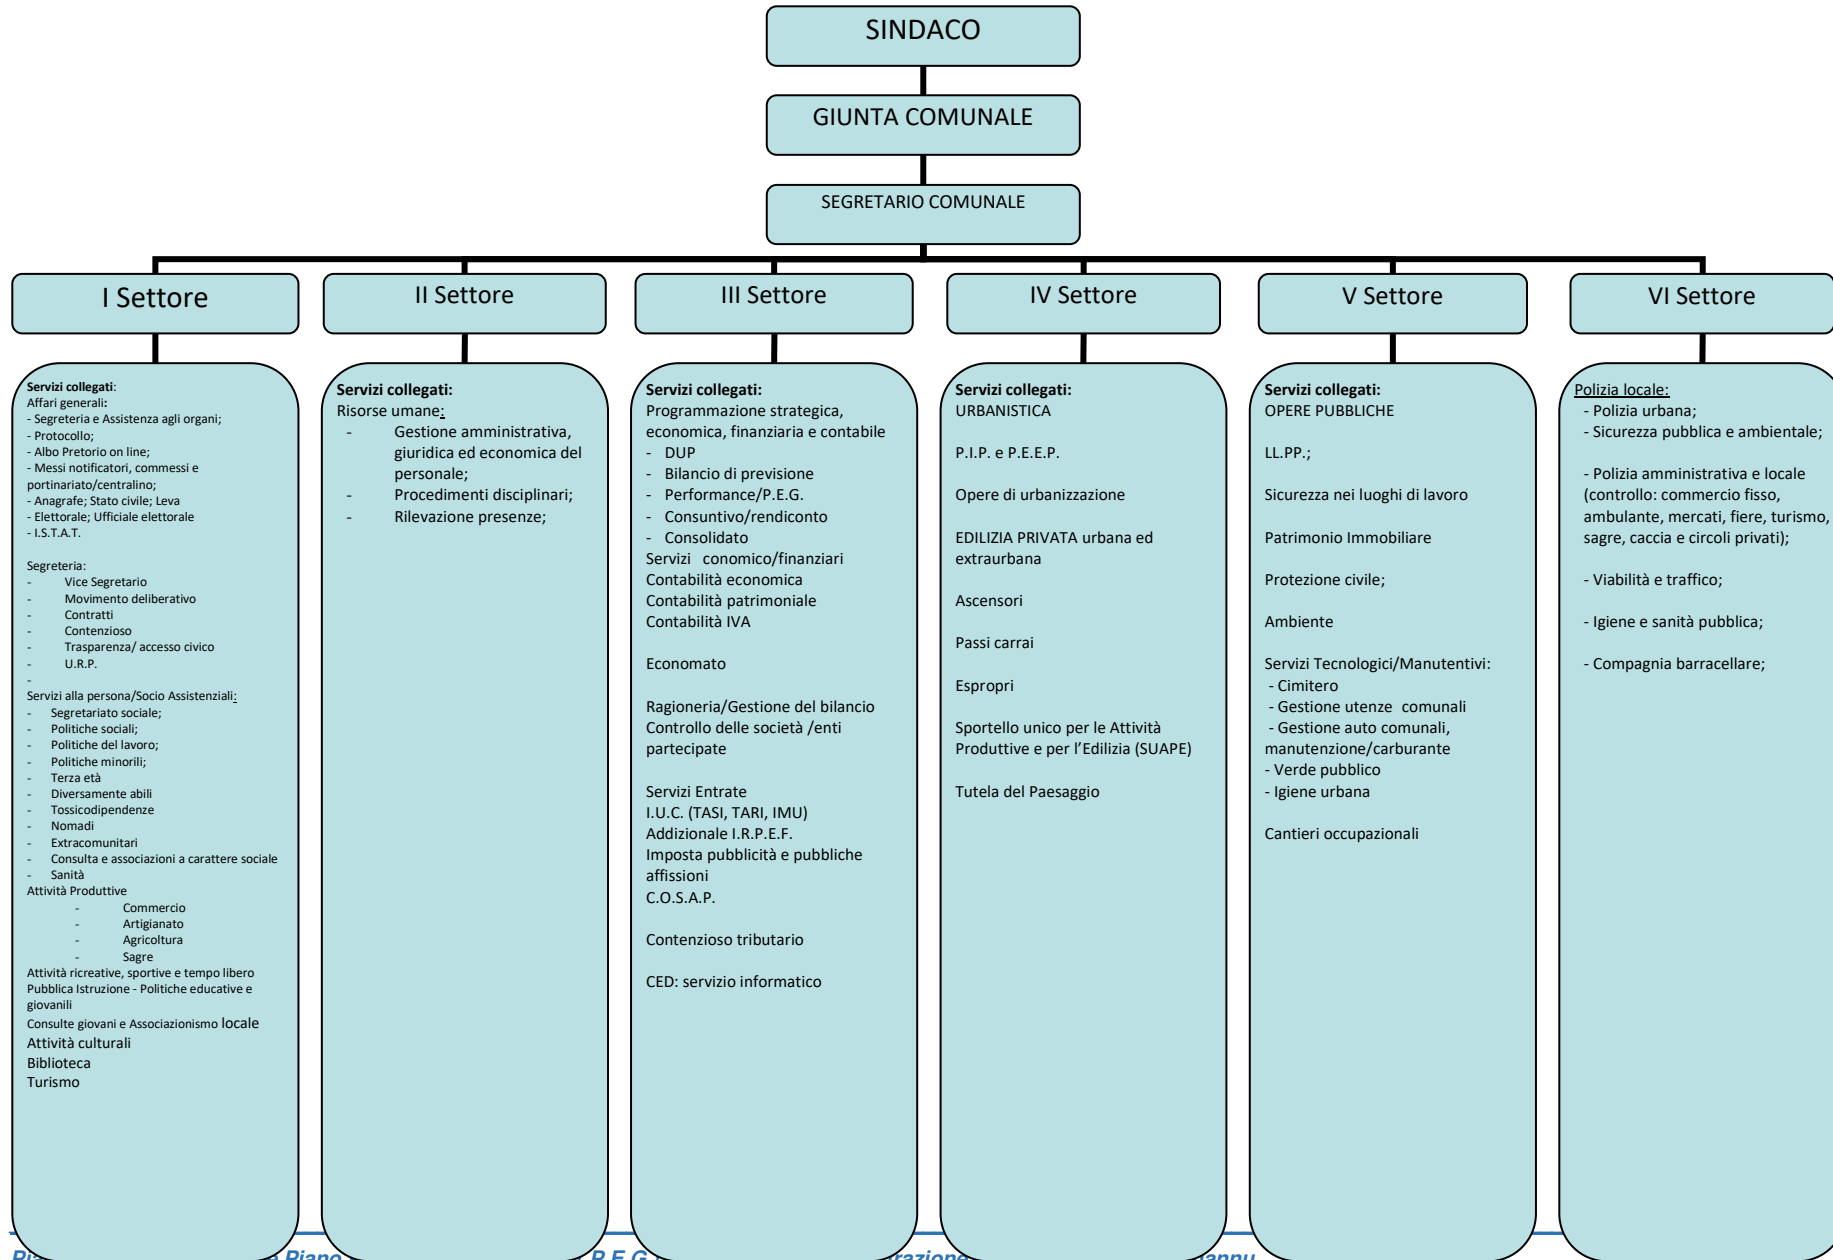 SINDACO
GIUNTA COMUNALE
SEGRETARIO COMUNALE
I Settore
II Settore
III Settore
IV Settore
V Settore
VI Settore
Servizi collegati:
Affari generali:
- Segreteria e Assistenza agli organi;
- Protocollo;
- Albo Pretorio on line;
- Messi notificatori, commessi e
portinariato/centralino;
- Anagrafe; Stato civile; Leva
- Elettorale; Ufficiale elettorale
- I.S.T.A.T.
Segreteria:
- Vice Segretario
- Movimento deliberativo
- Contratti
- Contenzioso
- Trasparenza/ accesso civico
- U.R.P.
-
Servizi alla persona/Socio Assistenziali:
- Segretariato sociale;
- Politiche sociali;
- Politiche del lavoro;
- Politiche minorili;
- Terza età
- Diversamente abili
- Tossicodipendenze
- Nomadi
- Extracomunitari
- Consulta e associazioni a carattere sociale
- Sanità
Attività Produttive
- Commercio
- Artigianato
- Agricoltura
- Sagre
Attività ricreative, sportive e tempo libero
Pubblica Istruzione - Politiche educative e
giovanili
Consulte giovani e Associazionismo locale
Attività culturali
Biblioteca
Turismo
Servizi collegati:
Risorse umane:
- Gestione amministrativa,
giuridica ed economica del
personale;
- Procedimenti disciplinari;
- Rilevazione presenze;
Servizi collegati:
Programmazione strategica,
economica, finanziaria e contabile
- DUP
- Bilancio di previsione
- Performance/P.E.G.
- Consuntivo/rendiconto
- Consolidato
Servizi conomico/finanziari
Contabilità economica
Contabilità patrimoniale
Contabilità IVA
Economato
Ragioneria/Gestione del bilancio
Controllo delle società /enti
partecipate
Servizi Entrate
I.U.C. (TASI, TARI, IMU)
Addizionale I.R.P.E.F.
Imposta pubblicità e pubbliche
affissioni
C.O.S.A.P.
Contenzioso tributario
CED: servizio informatico
Servizi collegati:
URBANISTICA
P.I.P. e P.E.E.P.
Opere di urbanizzazione
EDILIZIA PRIVATA urbana ed
extraurbana
Ascensori
Passi carrai
Espropri
Sportello unico per le Attività
Produttive e per l’Edilizia (SUAPE)
Tutela del Paesaggio
Servizi collegati:
OPERE PUBBLICHE
LL.PP.;
Sicurezza nei luoghi di lavoro
Patrimonio Immobiliare
Protezione civile;
Ambiente
Servizi Tecnologici/Manutentivi:
- Cimitero
- Gestione utenze comunali
- Gestione auto comunali,
manutenzione/carburante
- Verde pubblico
- Igiene urbana
Cantieri occupazionali
Polizia locale:
- Polizia urbana;
- Sicurezza pubblica e ambientale;
- Polizia amministrativa e locale
(controllo: commercio fisso,
ambulante, mercati, fiere, turismo,
sagre, caccia e circoli privati);
- Viabilità e traffico;
- Igiene e sanità pubblica;
- Compagnia barracellare;
Piano P.E.G